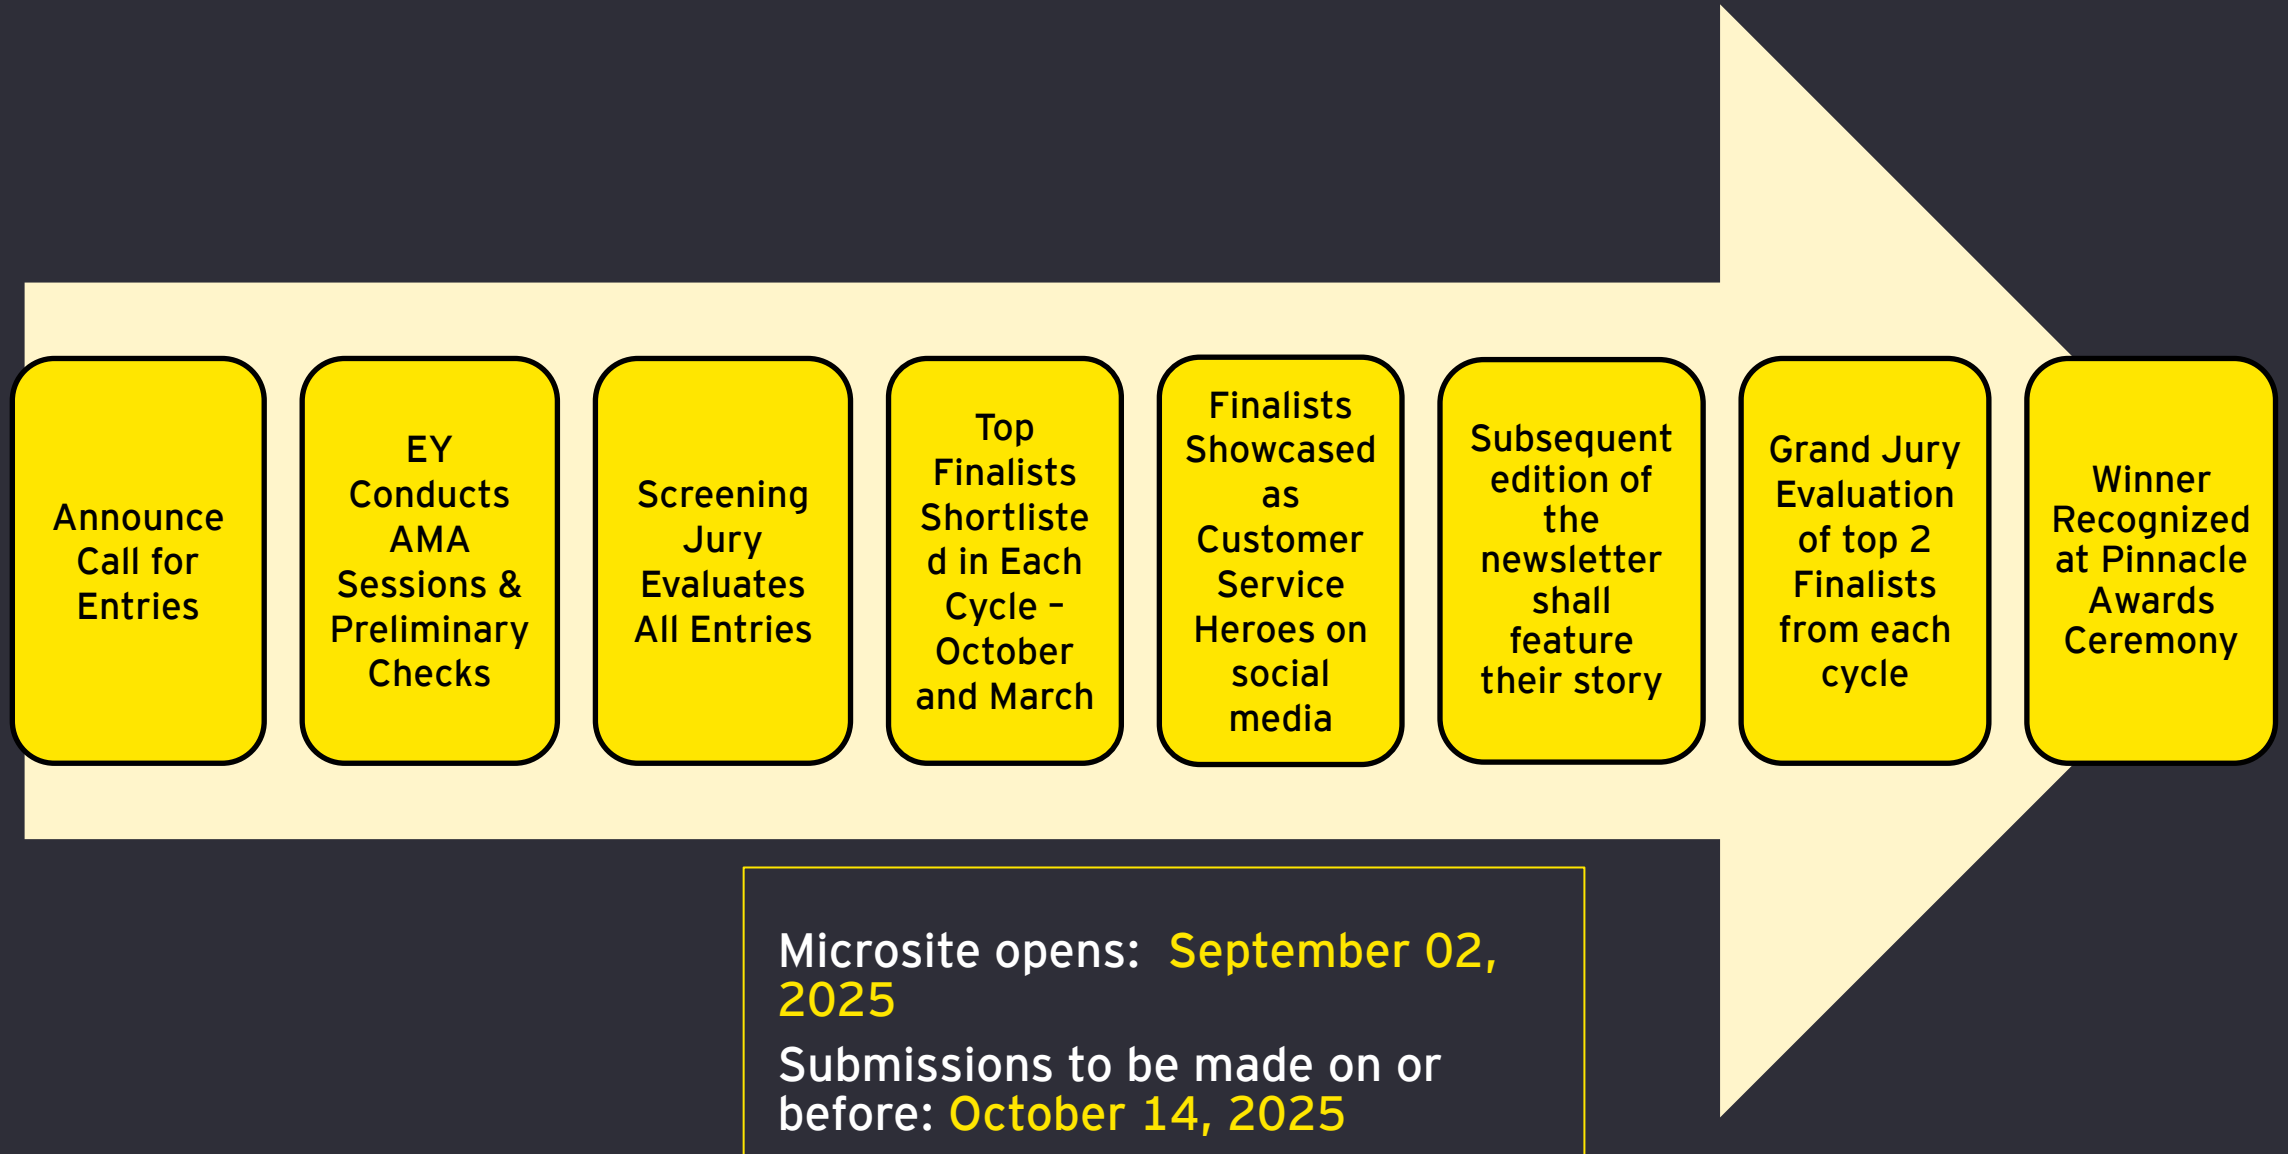 Announce
Call for
Entries
EY
Conducts
AMA
Sessions &
Preliminary
Checks
Screening
Jury
Evaluates
All Entries
Top
Finalists
Shortliste
d in Each
Cycle –
October
and March
Finalists
Showcased
as
Customer
Service
Heroes on
social
media
Subsequent
edition of
the
newsletter
shall
feature
their story
Grand Jury
Evaluation
of top 2
Finalists
from each
cycle
Winner
Recognized
at Pinnacle
Awards
Ceremony
Microsite opens: September 02,
2025
Submissions to be made on or
before: October 14, 2025